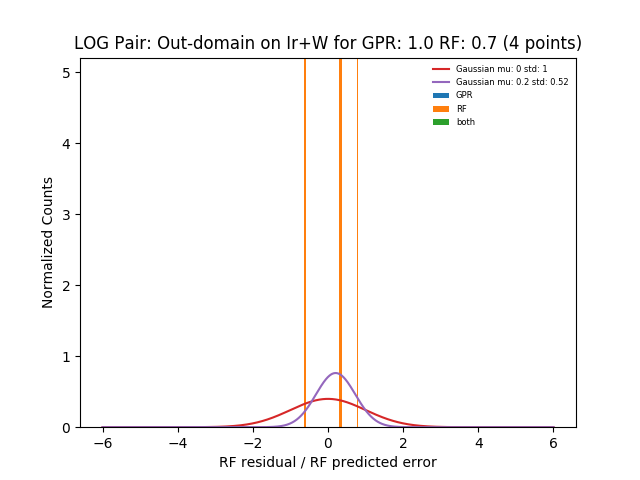 LOG Pair: Out-domain on Ir+W for GPR: 1.0 RF: 0.7 (4 points)
Gaussian mu: 0 std: 1
Gaussian mu: 0.2 std: 0.52
GPR
RF
both
Normalized Counts
5
4
3
2
1
0
−6 −4 −2 0 2 4 6
RF residual / RF predicted error